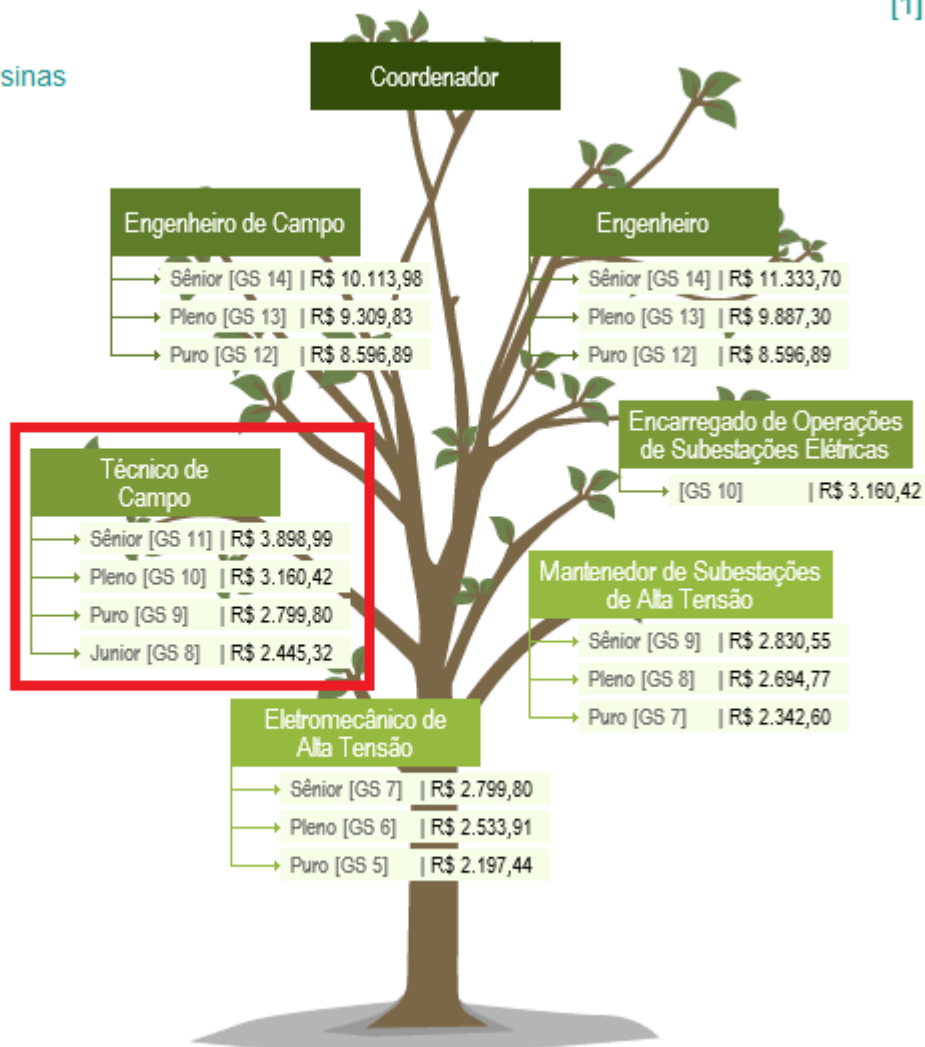 [1]
sinas
Coordenador
Engenheiro de Campo
Sênior [GS 14] | R$ 10.113,98
Pleno [GS 13] | R$ 9.309,83
Puro [GS 12] | R$ 8.596,89
Engenheiro
Sênior [GS 14] | R$ 11.333,70
Pleno [GS 13] | R$ 9.887,30
Puro [GS 12] | R$ 8.596,89
Encarregado de Operações
de Subestações Elétricas
[GS 10] | R$ 3.160,42
Técnico de
Campo
Sênior [GS 11] | R$ 3.898,99
Pleno [GS 10] | R$ 3.160,42
Puro [GS 9] | R$ 2.799,80
Junior [GS 8] | R$ 2.445,32
Mantenedor de Subestações
de Alta Tensão
Sênior [GS 9] | R$ 2.830,55
Pleno [GS 8] | R$ 2.694,77
Puro [GS 7] | R$ 2.342,60
Eletromecânico de
Alta Tensão
Sênior [GS 7] | R$ 2.799,80
Pleno [GS 6] | R$ 2.533,91
Puro [GS 5] | R$ 2.197,44